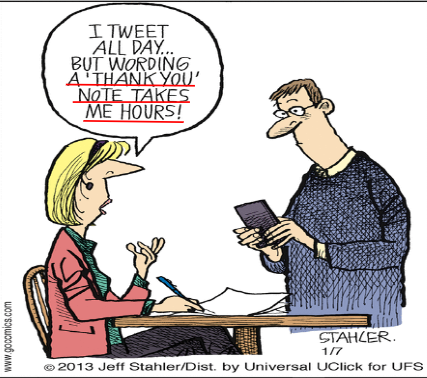 I TWEET
ALL DAY...
BUT WORDING
A 'THANK YOU'
NOTE TAKES
ME HOURS!
www.gocomics.com
STAHLER.
1/7
© 2013 Jeff Stahler/Dist. by Universal UClick for UFS